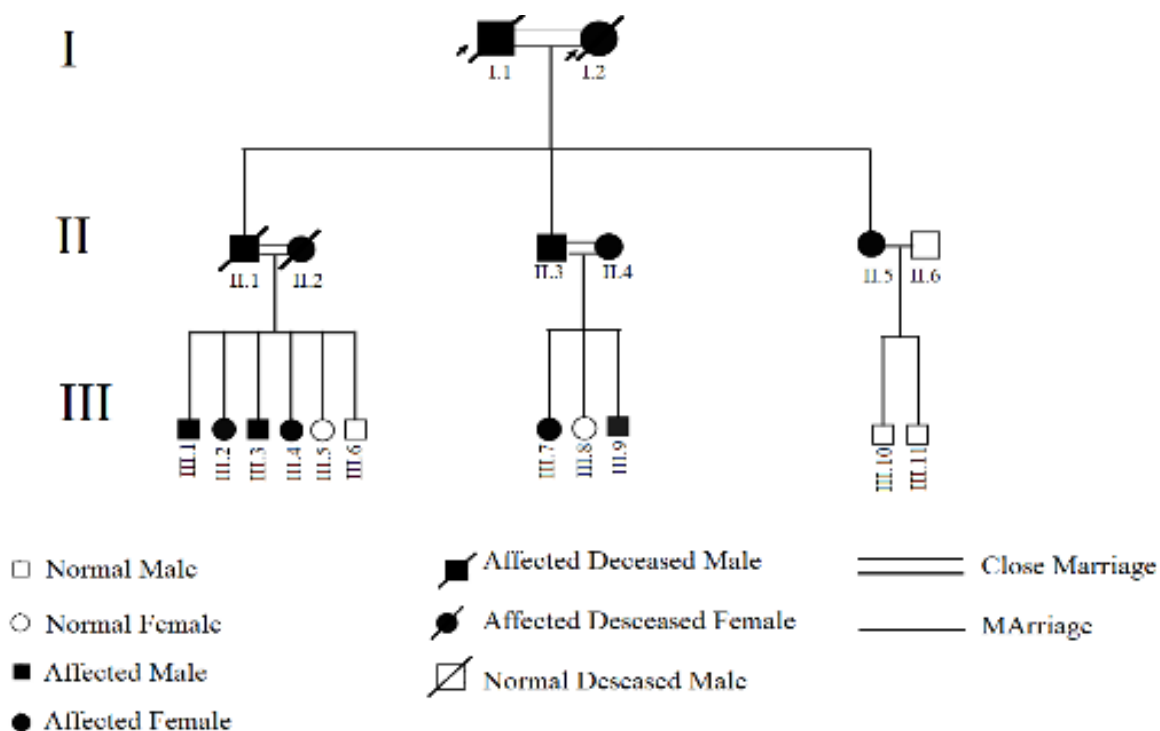 I
I.1 I.2
II
II.1 II.2 II.3 II.4 II.5 II.6
III
III.1 III.2 III.3 III.4 III.5 III.6 III.7 III.8 III.9 III.10 III.11
Normal Male
Normal Female
Affected Male
Affected Female
Affected Deceased Male
Affected Desceased Female
Normal Deseased Male
Close Marriage
MArriage